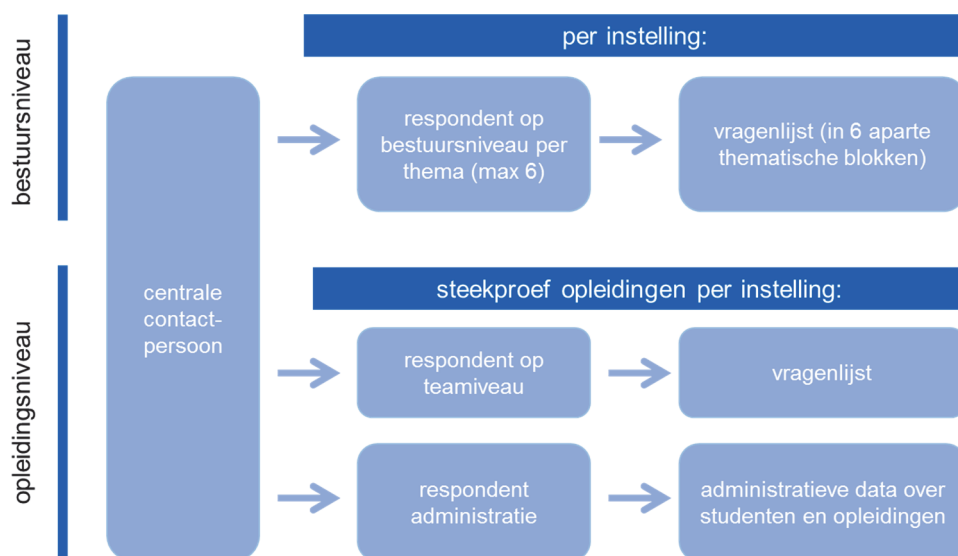 bestuursniveau
per instelling:
respondent op
bestuursniveau per
thema (max 6)
vragenlijst (in 6 aparte
thematische blokken)
centrale
contact-
persoon
opleidingsniveau
steekproef opleidingen per instelling:
respondent op
teamiveau
vragenlijst
respondent
administratie
administratieve data over
studenten en opleidingen